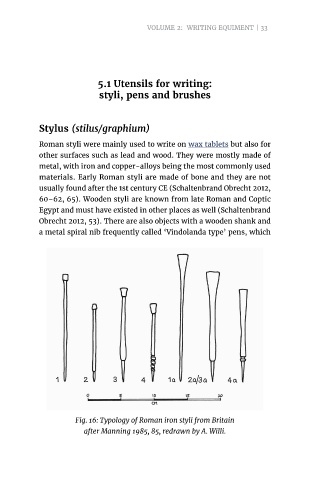 VOLUME 2: WRITING EQUIMENT | 33
5.1 Utensils for writing:
styli, pens and brushes
Stylus (stilus/graphium)
Roman styli were mainly used to write on wax tablets but also for
other surfaces such as lead and wood. They were mostly made of
metal, with iron and copper-alloys being the most commonly used
materials. Early Roman styli are made of bone and they are not
usually found after the 1st century CE (Schaltenbrand Obrecht 2012,
60–62, 65). Wooden styli are known from late Roman and Coptic
Egypt and must have existed in other places as well (Schaltenbrand
Obrecht 2012, 53). There are also objects with a wooden shank and
a metal spiral nib frequently called ‘Vindolanda type’ pens, which
1 2 3 4 1a 2a/3a 4a
0 5 10 15 20
CM
Fig. 16: Typology of Roman iron styli from Britain
after Manning 1985, 85, redrawn by A. Willi.